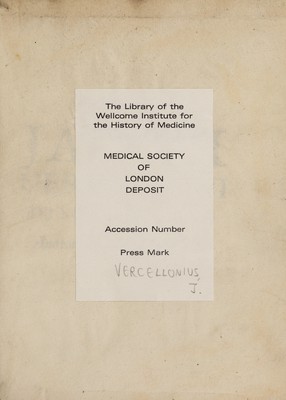 The Library of the
Wellcome Institute for
the History of Medicine
MEDICAL SOCIETY
OF
LONDON
DEPOSIT
Accession Number
Press Mark
VERCELLONIUS,
J.